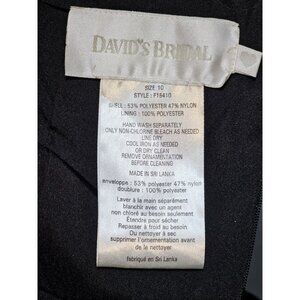 DAVID'S BRIDAL
SIZE 10
STYLE: F15410
SHELL: 53% POLYESTER 47% NYLON
LINING: 100% POLYESTER
HAND WASH SEPARATELY
ONLY NON-CHLORINE BLEACH AS NEEDED
LINE DRY
COOL IRON AS NEEDED
OR DRY CLEAN
REMOVE ORNAMENTATION
BEFORE CLEANING
MADE IN SRI LANKA
enveloppe : 53% polyester 47% nylon
doublure : 100% polyester
Laver à la main séparément
blanchir avec un agent
non chloré au besoin seulement
Étendre pour sécher
Repasser à froid au besoin
Ou nettoyer à sec
supprimer l'ornementation avant
de le nettoyer
fabriqué en Sri Lanka